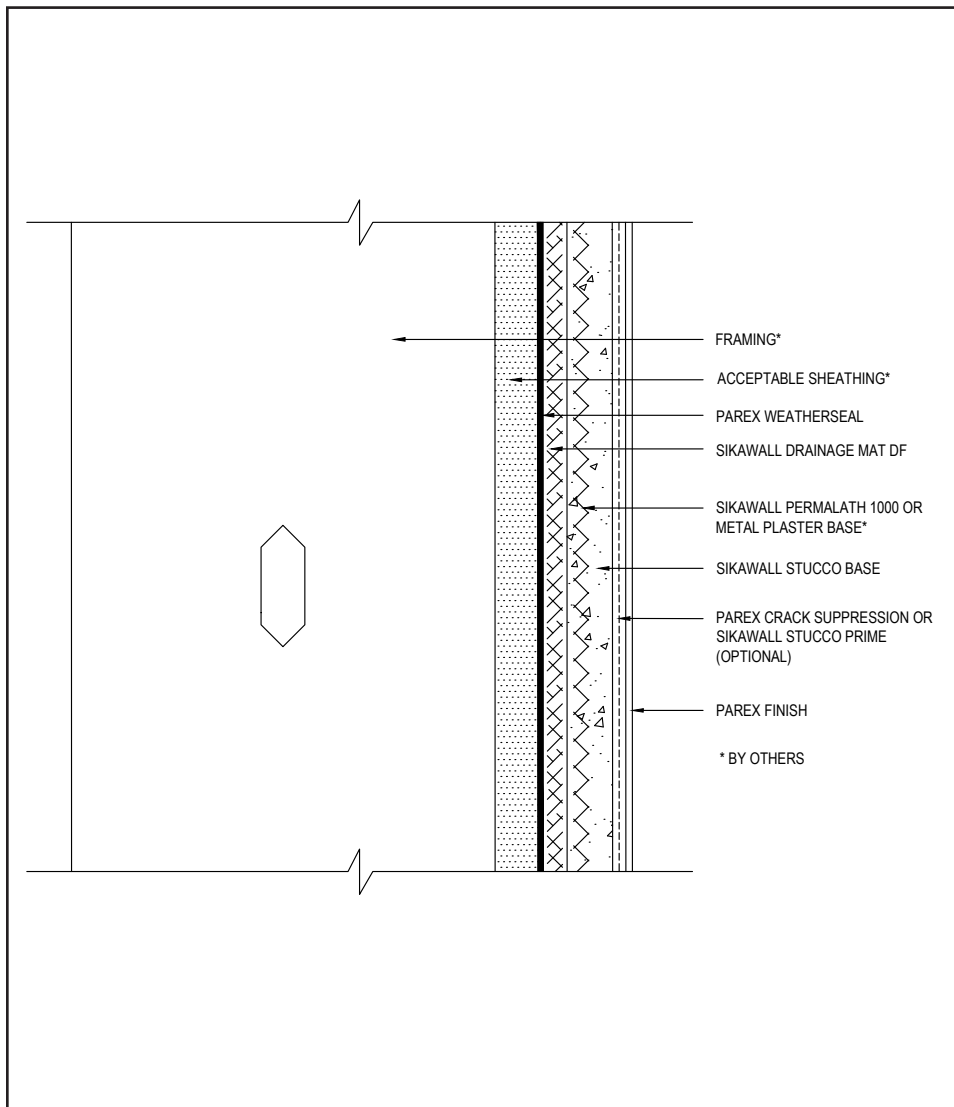 FRAMING*
ACCEPTABLE SHEATHING*
PAREX WEATHERSEAL
SIKAWALL DRAINAGE MAT DF
SIKAWALL PERMALATH 1000 OR
METAL PLASTER BASE*
SIKAWALL STUCCO BASE
PAREX CRACK SUPPRESSION OR
SIKAWALL STUCCO PRIME
(OPTIONAL)
PAREX FINISH
* BY OTHERS